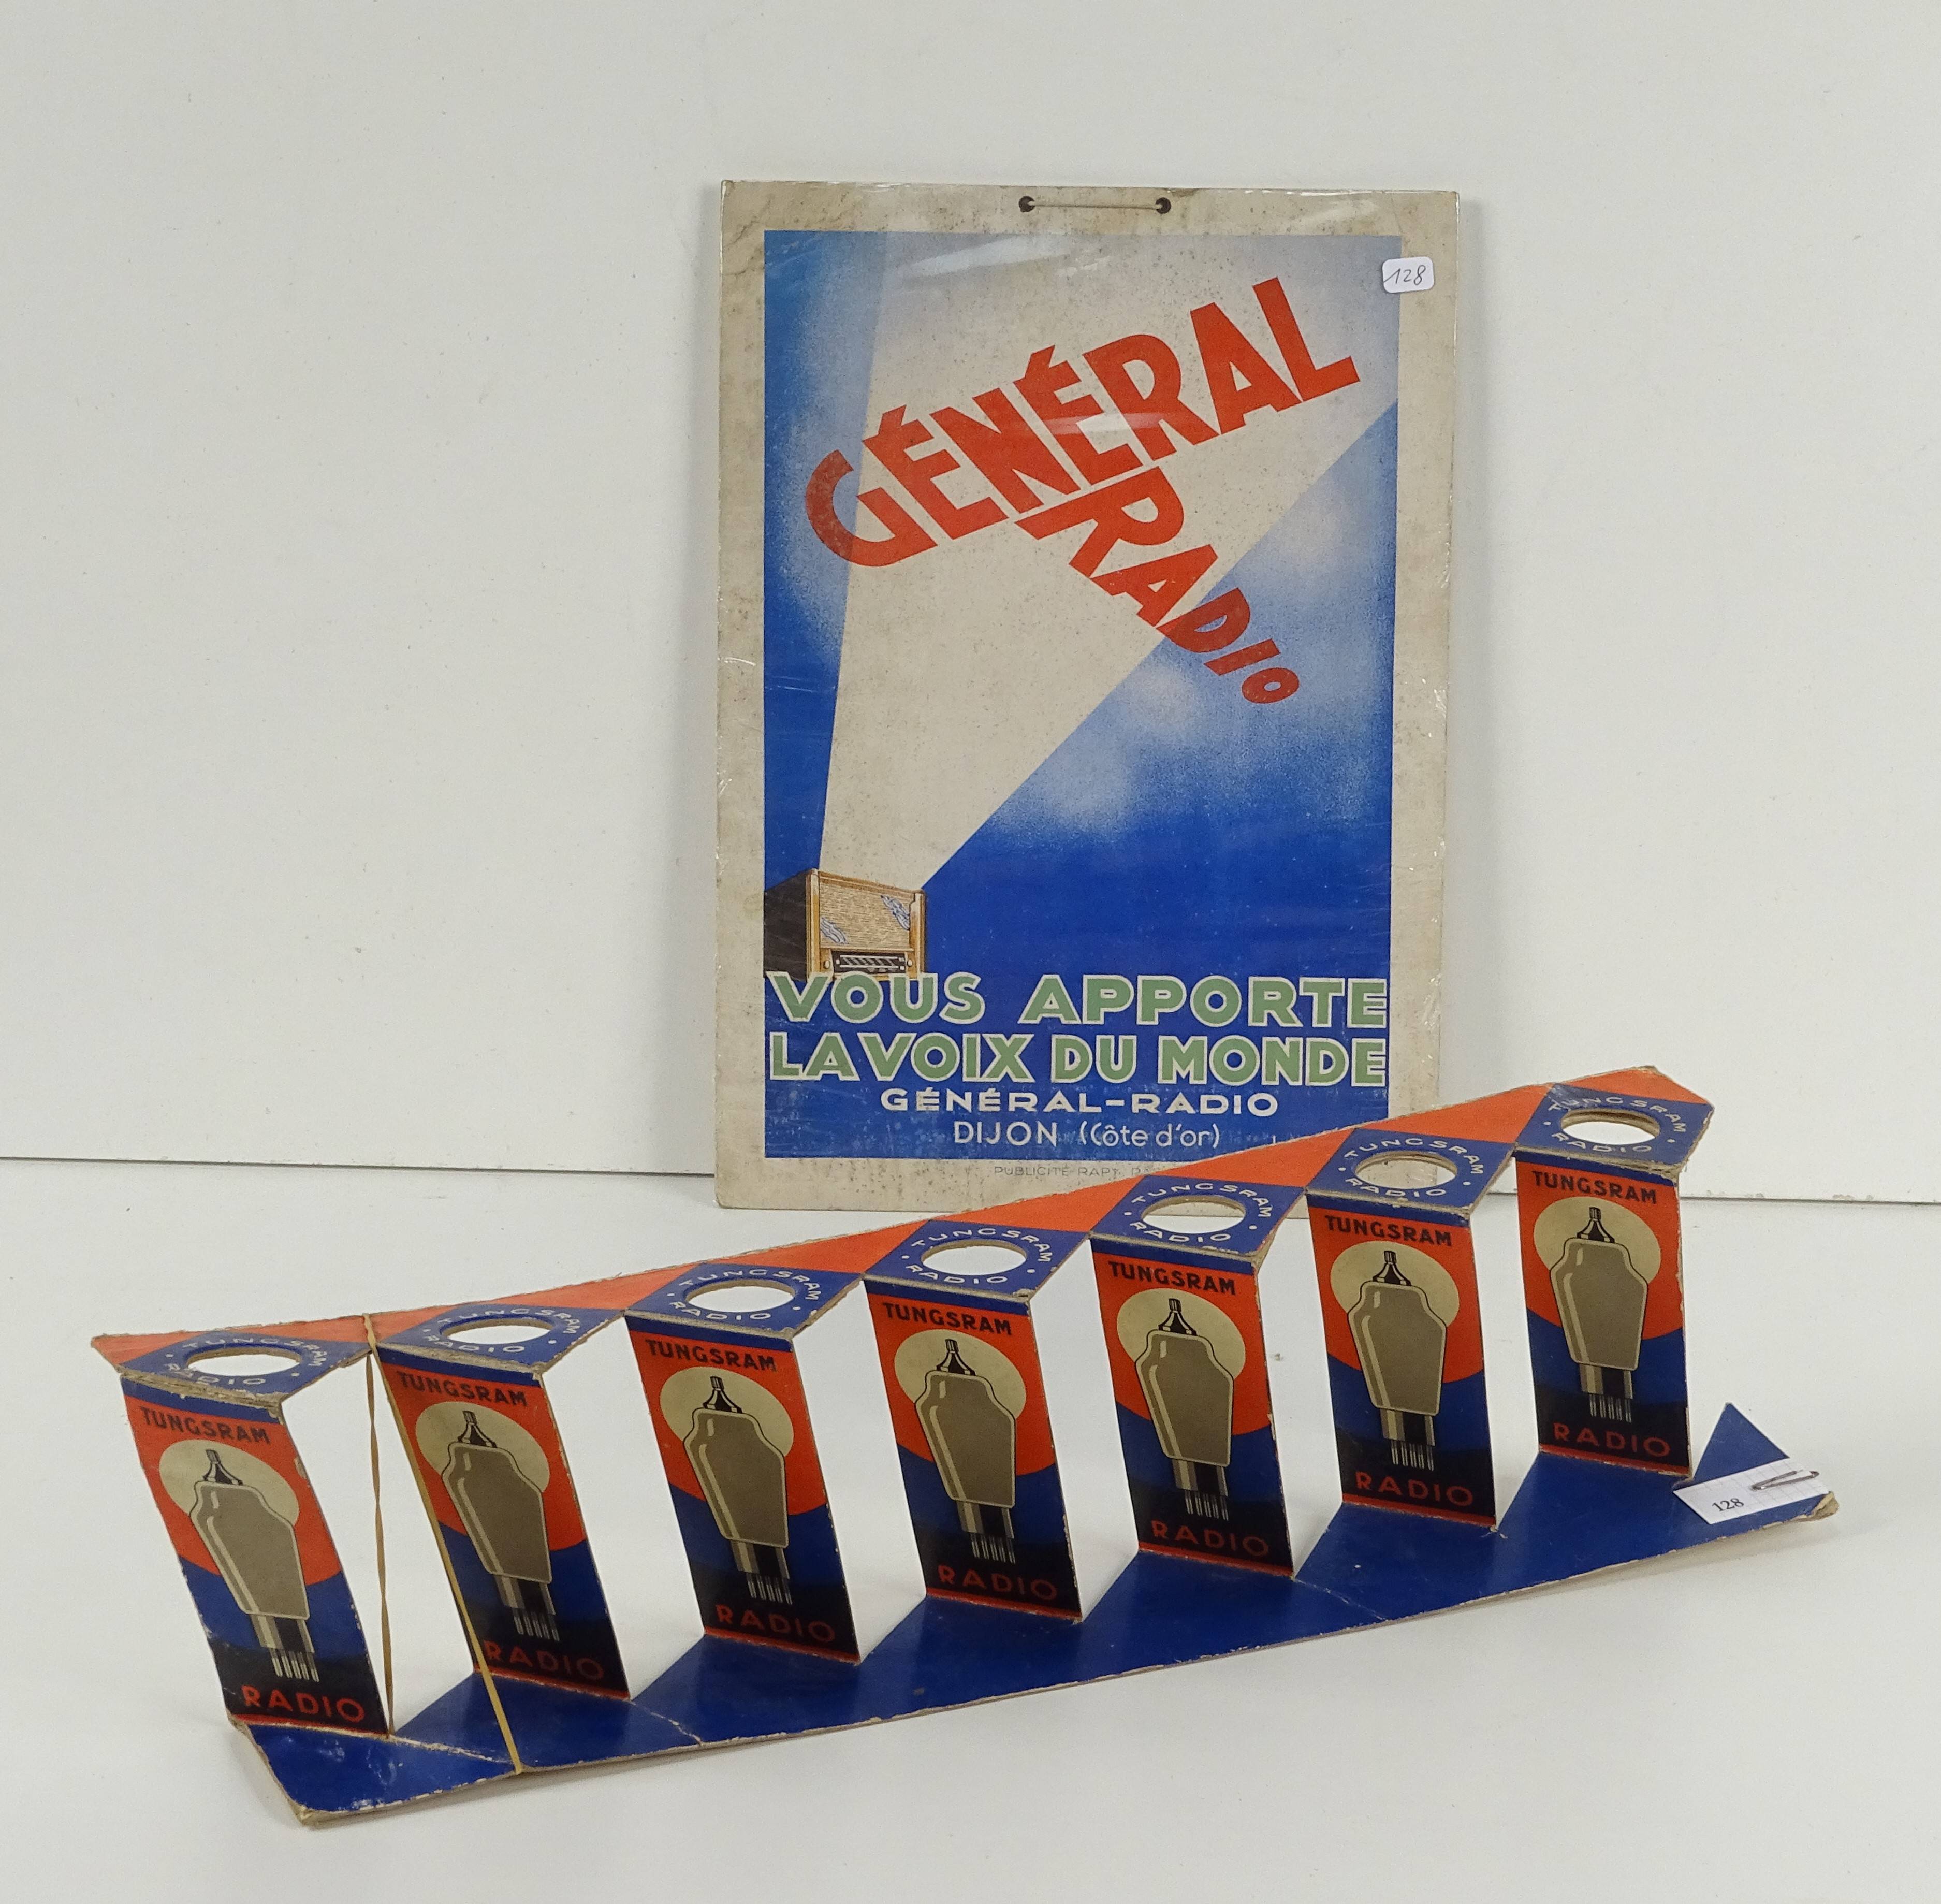 128
GÉNÉRAL
RADIO
VOUS APPORTE
LA VOIX DU MONDE
GÉNÉRAL-RADIO
DIJON (Côte d'or)
PUBLICITÉ RAPT
TUNGSRAM
RADIO
TUNGSRAM
RADIO
TUNGSRAM
RADIO
TUNGSRAM
RADIO
TUNGSRAM
RADIO
TUNGSRAM
RADIO
TUNGSRAM
RADIO
TUNGSRAM
RADIO
TUNGSRAM
RADIO
TUNGSRAM
RADIO
TUNGSRAM
RADIO
TUNGSRAM
RADIO
TUNGSRAM
RADIO
TUNGSRAM
RADIO
128